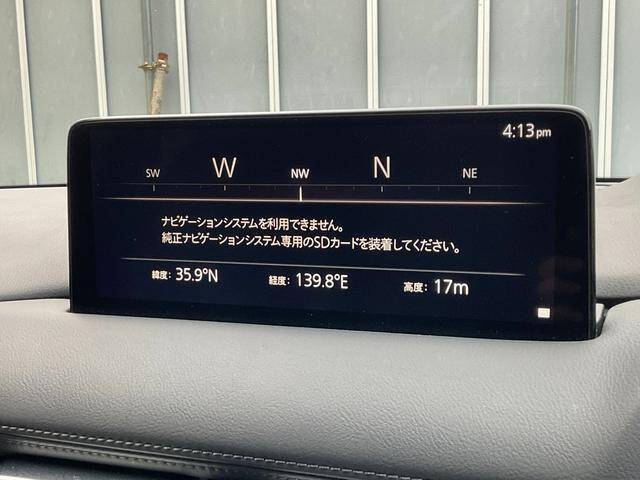 4:13pm
SW W NW N NE
ナビゲーションシステムを利用できません。
純正ナビゲーションシステム専用のSDカードを装着してください。
緯度: 35.9°N 経度: 139.8°E 高度: 17m